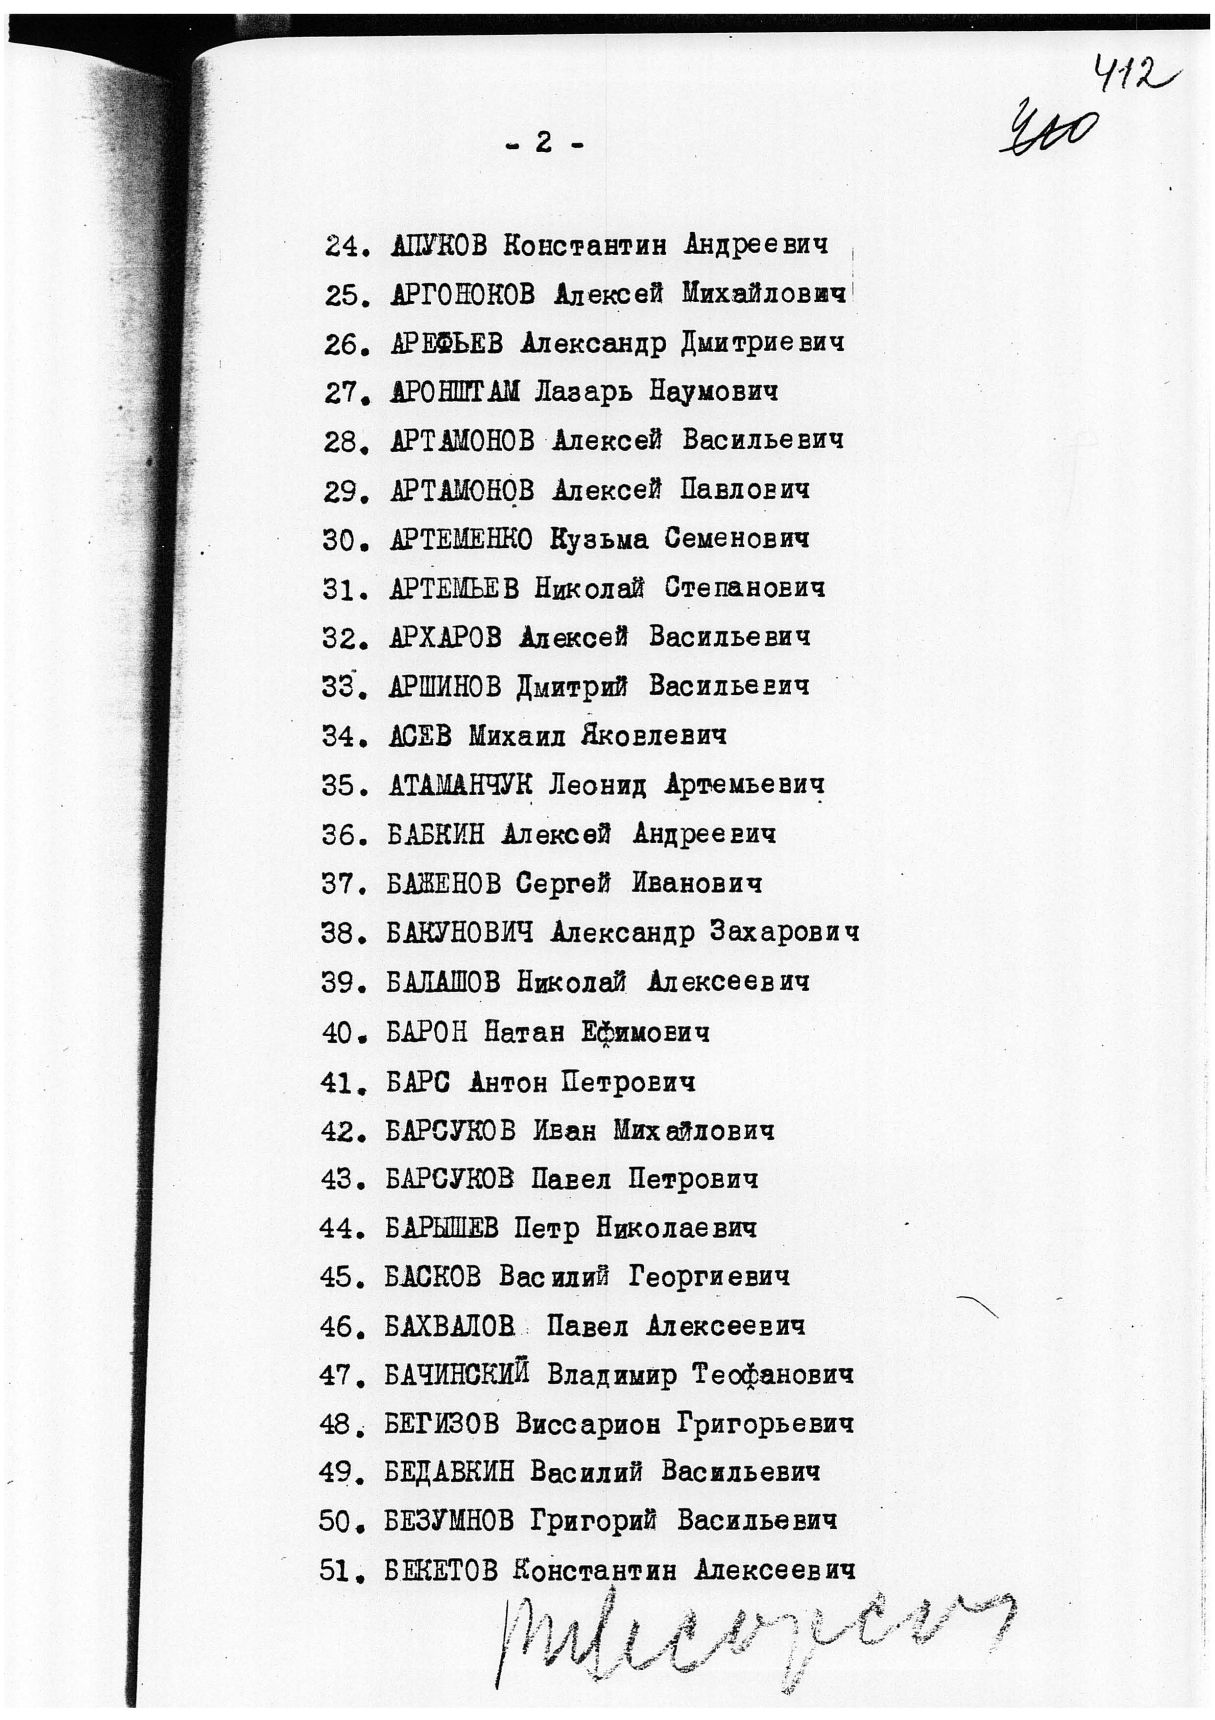 412
- 2 -
24. АПУКОВ Константин Андреевич
25. АРГОНОКОВ Алексей Михайлович
26. АРЕФЬЕВ Александр Дмитриевич
27. АРОНШТАМ Лазарь Наумович
28. АРТАМОНОВ Алексей Васильевич
29. АРТАМОНОВ Алексей Павлович
30. АРТЕМЕНКО Кузьма Семенович
31. АРТЕМЬЕВ Николай Степанович
32. АРХАРОВ Алексей Васильевич
33. АРШИНОВ Дмитрий Васильевич
34. АСЕВ Михаил Яковлевич
35. АТАМАНЧУК Леонид Артемьевич
36. БАБКИН Алексей Андреевич
37. БАЖЕНОВ Сергей Иванович
38. БАКУНОВИЧ Александр Захарович
39. БАЛАШОВ Николай Алексеевич
40. БАРОН Натан Ефимович
41. БАРС Антон Петрович
42. БАРСУКОВ Иван Михайлович
43. БАРСУКОВ Павел Петрович
44. БАРЫШЕВ Петр Николаевич
45. БАСКОВ Василий Георгиевич
46. БАХВАЛОВ Павел Алексеевич
47. БАЧИНСКИЙ Владимир Теофанович
48. БЕГИЗОВ Виссарион Григорьевич
49. БЕДАВКИН Василий Васильевич
50. БЕЗУМНОВ Григорий Васильевич
51. БЕКЕТОВ Константин Алексеевич